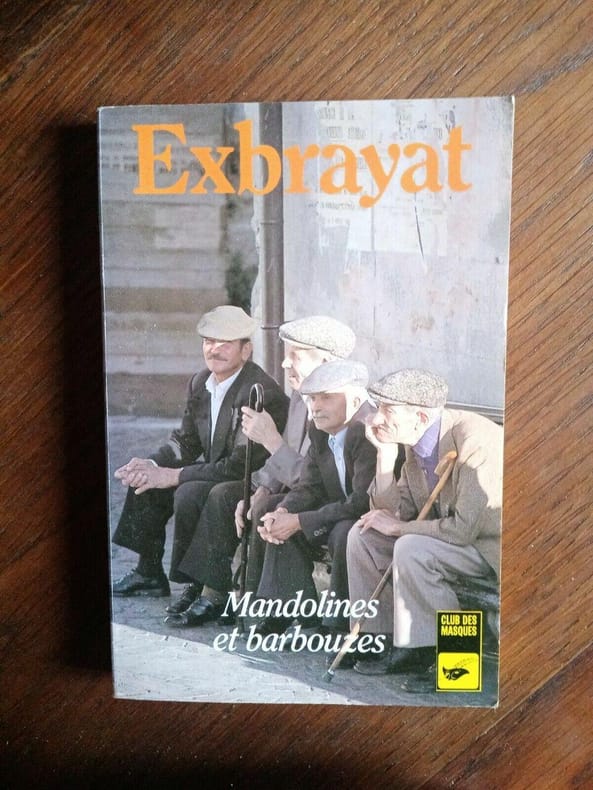 Exbrayat
Mandolines
et barbouzes
CLUB DES
MASQUES